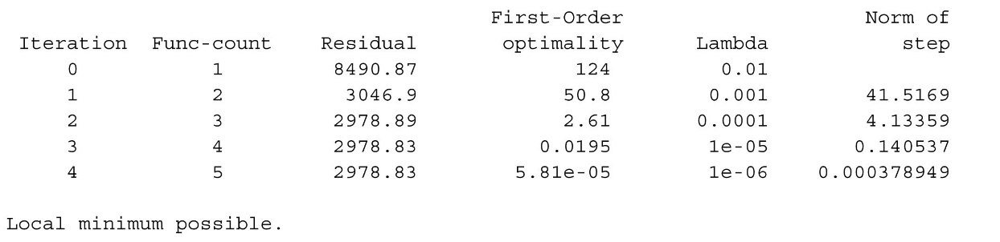 First-Order Norm of
Iteration Func-count Residual optimality Lambda step
0 1 8490.87 124 0.01
1 2 3046.9 50.8 0.001 41.5169
2 3 2978.89 2.61 0.0001 4.13359
3 4 2978.83 0.0195 1e-05 0.140537
4 5 2978.83 5.81e-05 1e-06 0.000378949
Local minimum possible.